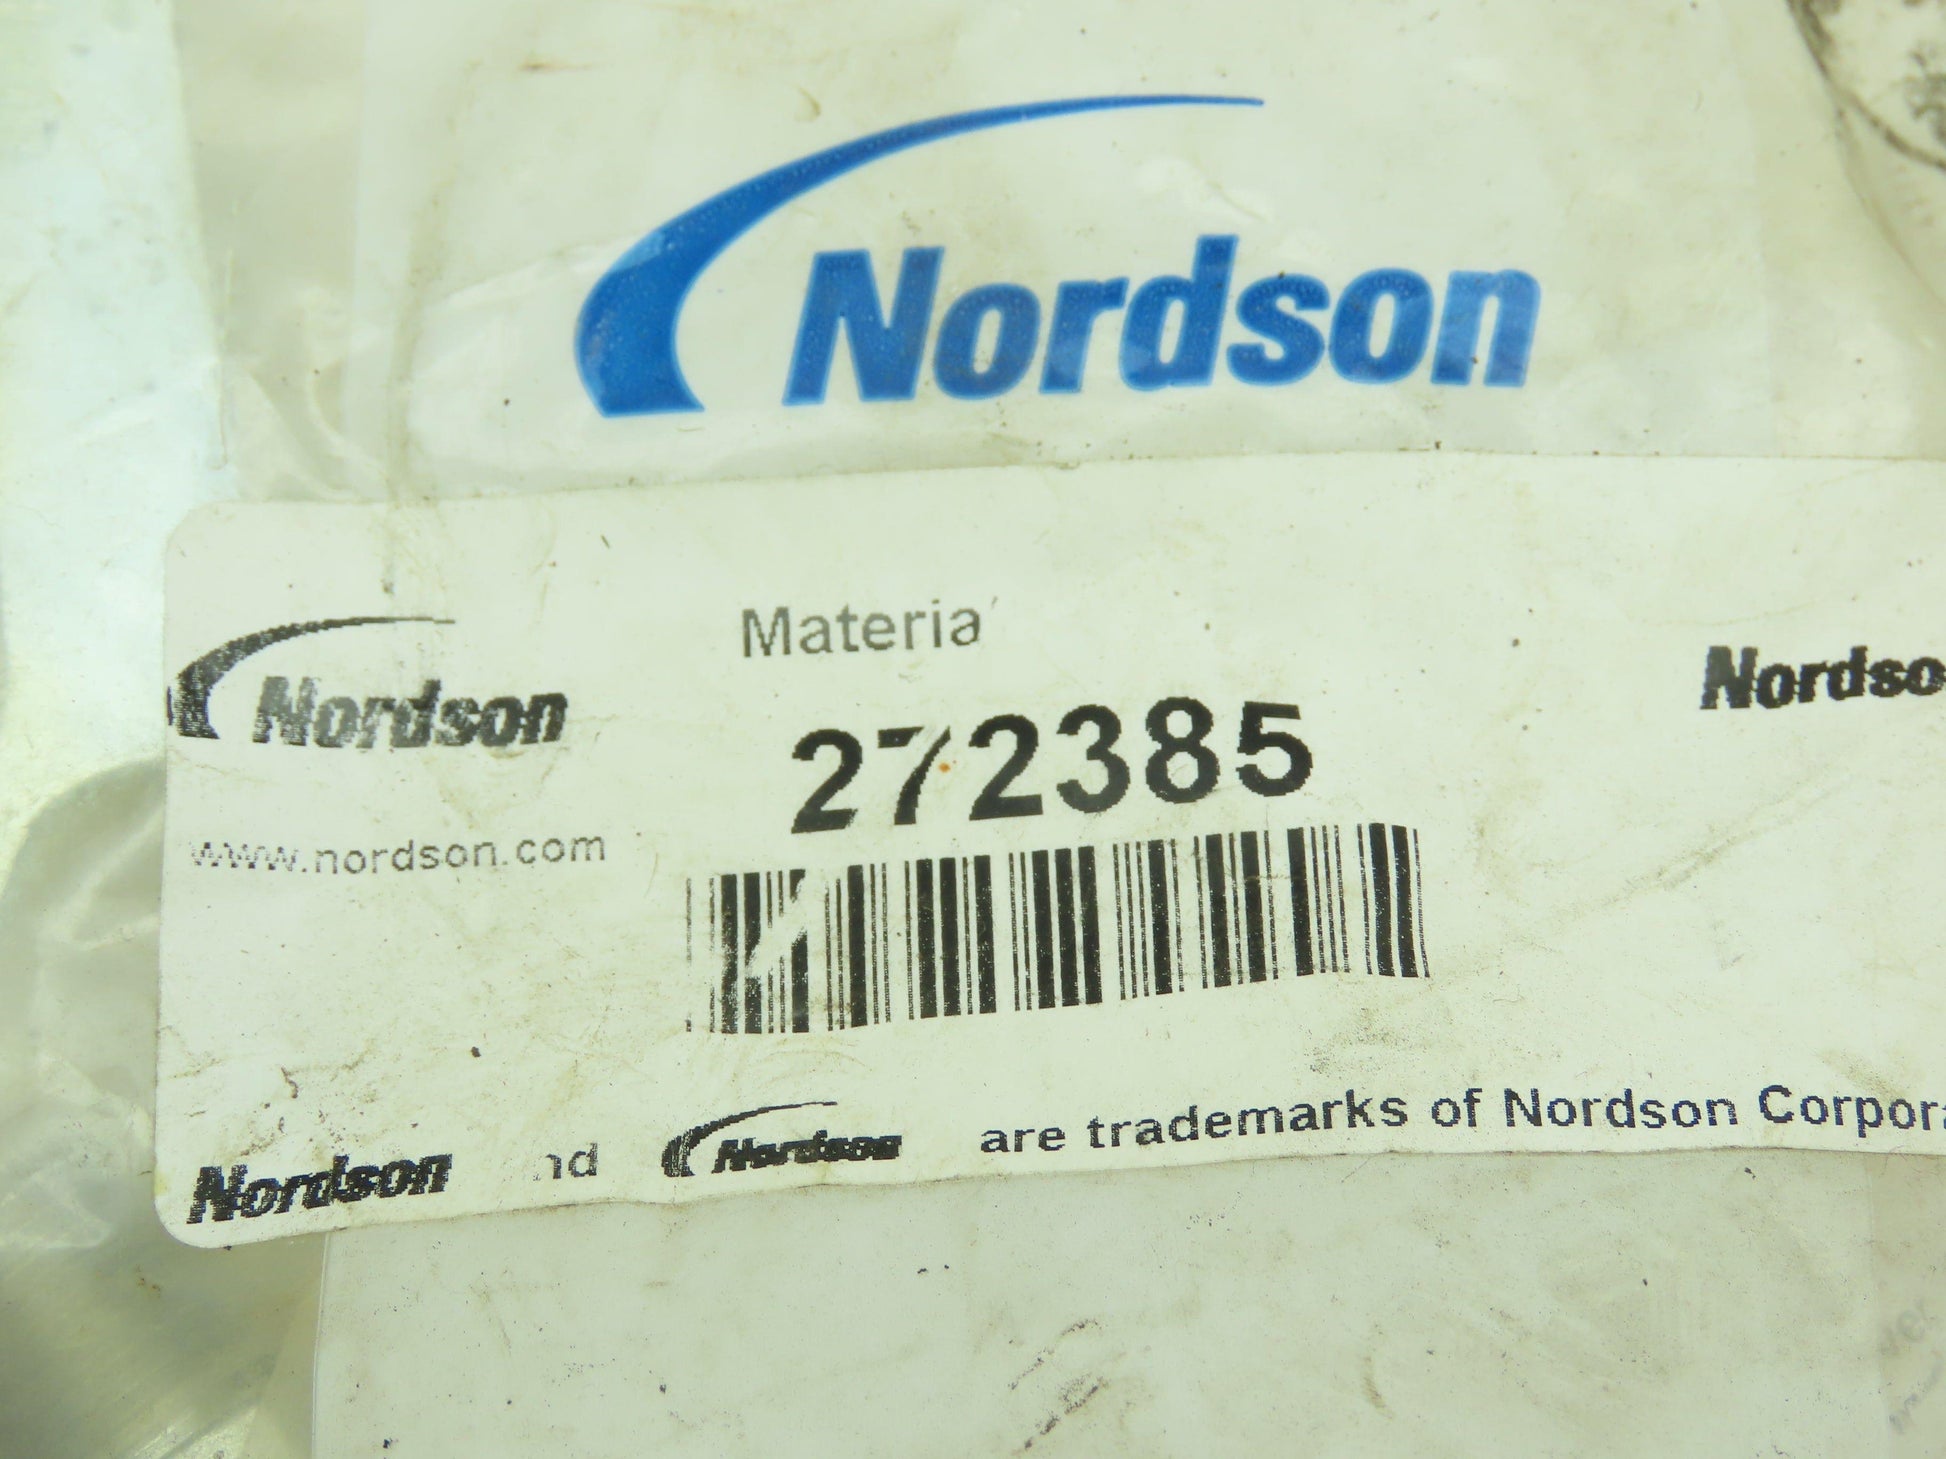 Nordson
Materia
Nordson
Nordso
272385
www.nordson.com
Nordson nd Nordson are trademarks of Nordson Corpora